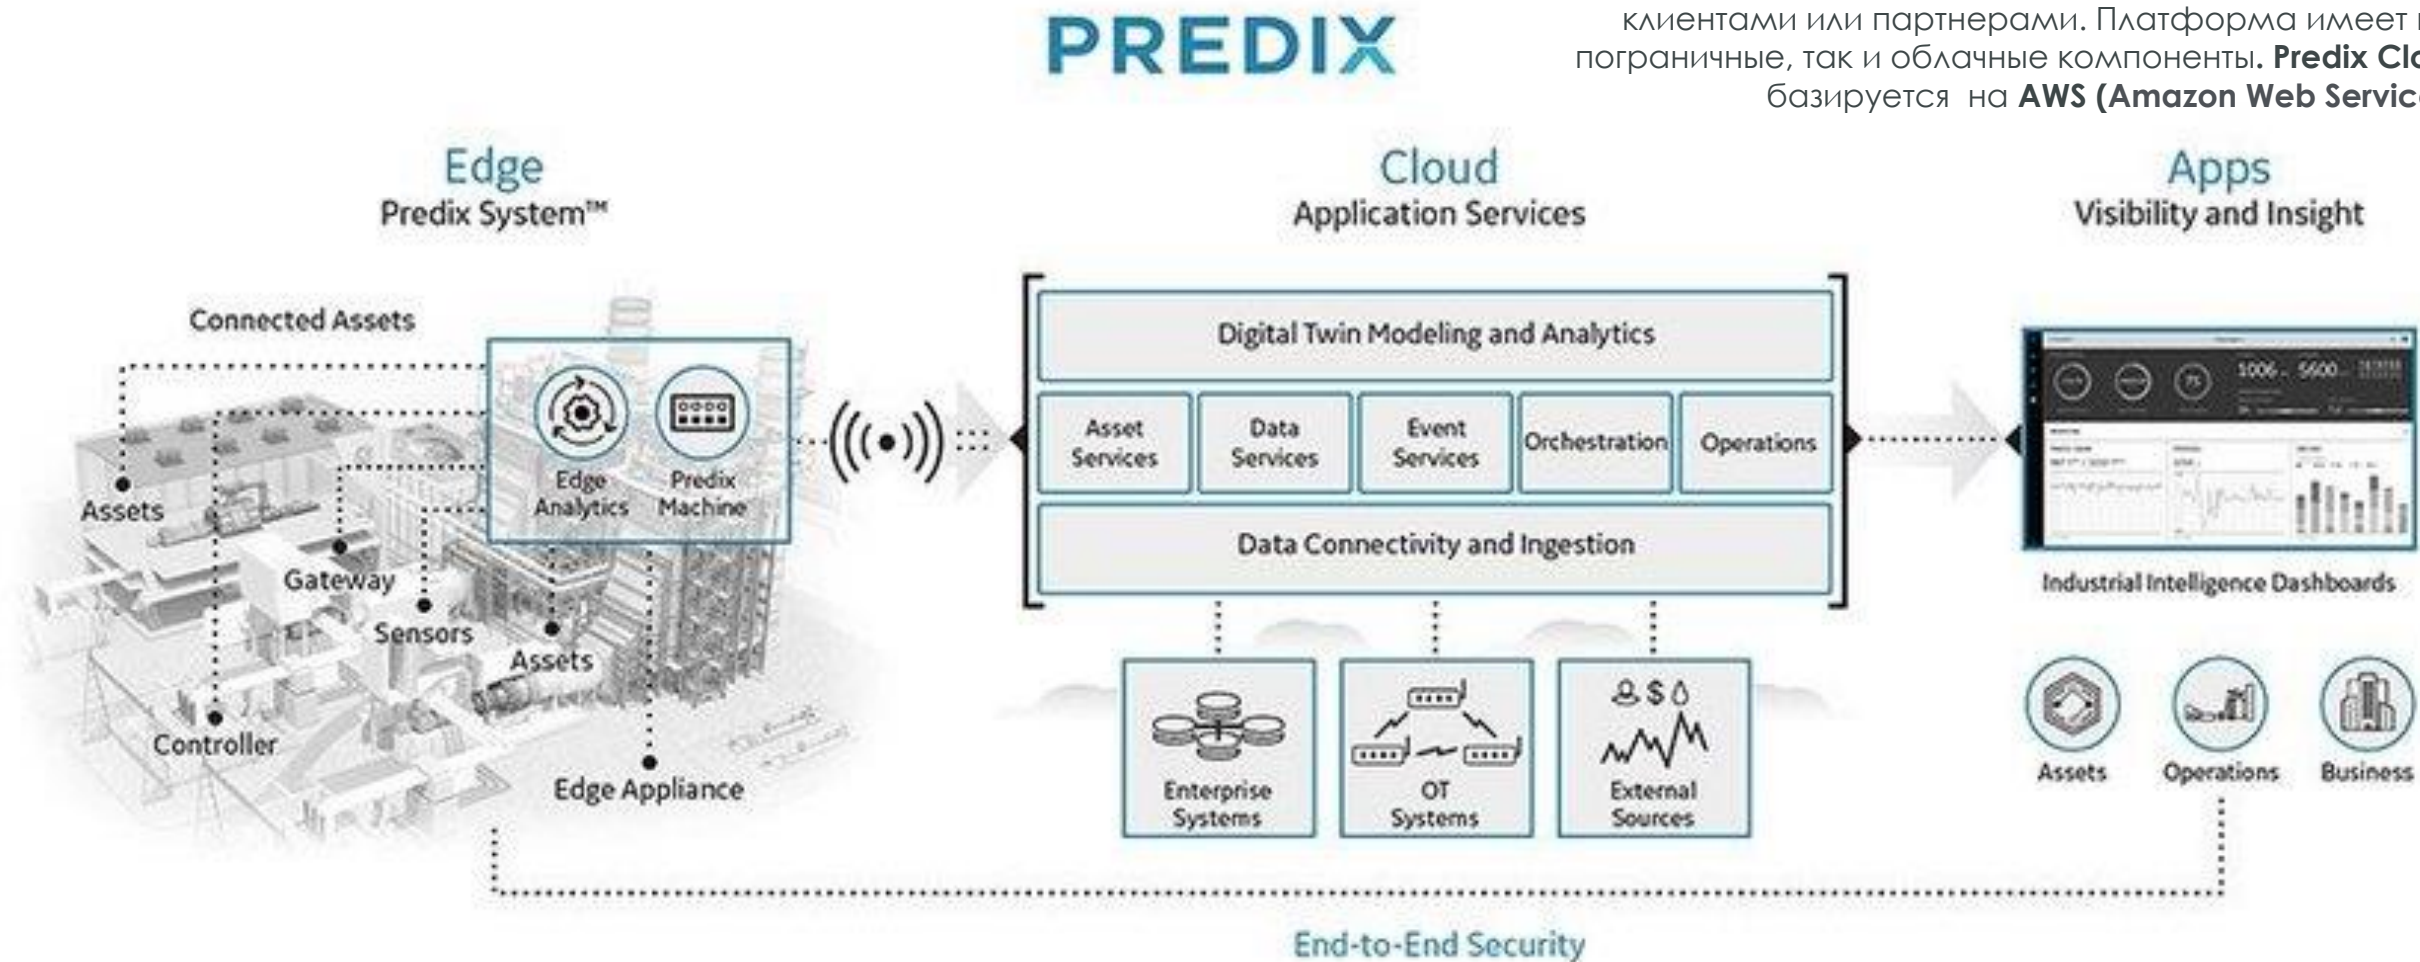 PREDIX
клиентами или партнерами. Платформа имеет
пограничные, так и облачные компоненты. Predix
базируется на AWS (Amazon Web
Edge
Predix System™
Cloud
Application Services
Apps
Visibility and Insight
Connected Assets
Edge
Analytics
Predix
Machine
Assets
Gateway
Sensors
Assets
Controller
Edge Appliance
Digital Twin Modeling and Analytics
Asset
Services
Data
Services
Event
Services
Orchestration
Operations
Data Connectivity and Ingestion
Enterprise
Systems
OT
Systems
$
External
Sources
1006
5600
Industrial Intelligence Dashboards
Assets
Operations
Business
End-to-End Security